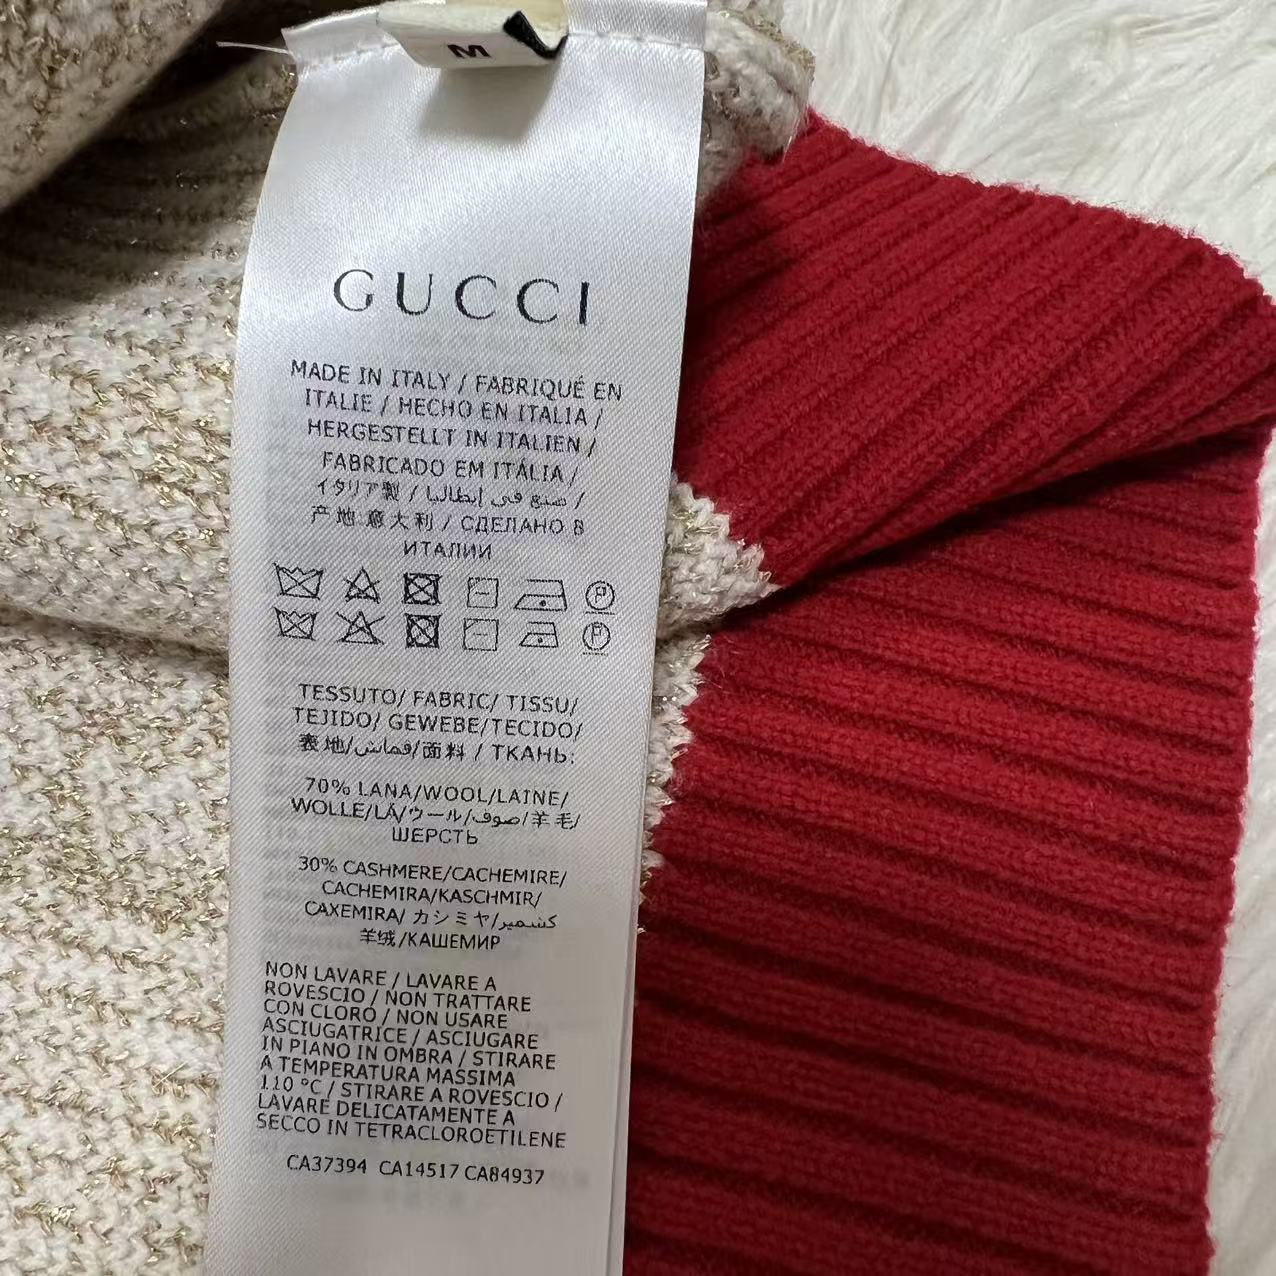 M
GUCCI
MADE IN ITALY / FABRIQUÉ EN
ITALIE / HECHO EN ITALIA /
HERGESTELLT IN ITALIEN /
FABRICADO EM ITÁLIA /
イタリア製 / صنع في إيطاليا /
产地:意大利 / СДЕЛАНО В
ИТАЛИИ
P
P
TESSUTO/ FABRIC/ TISSU/
TEJIDO/ GEWEBE/TECIDO/
表地/قماش/面料 / ТКАНЬ:
70% LANA/WOOL/LAINE/
WOLLE/LÃ/ウール/صوف/羊毛/
ШЕРСТЬ
30% CASHMERE/CACHEMIRE/
CACHEMIRA/KASCHMIR/
CAXEMIRA/ カシミヤ/كشمير/
羊绒/КАШЕМИР
NON LAVARE / LAVARE A
ROVESCIO / NON TRATTARE
CON CLORO / NON USARE
ASCIUGATRICE / ASCIUGARE
IN PIANO IN OMBRA / STIRARE
A TEMPERATURA MASSIMA
110 °C / STIRARE A ROVESCIO /
LAVARE DELICATAMENTE A
SECCO IN TETRACLOROETILENE
CA37394 CA14517 CA84937